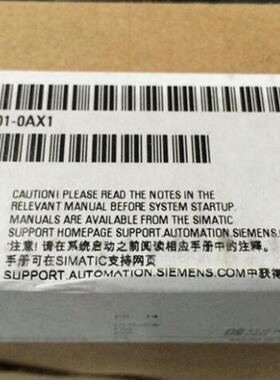 01-0AX1
CAUTION! PLEASE READ THE NOTES IN THE
RELEVANT MANUAL BEFORE SYSTEM STARTUP.
MANUALS ARE AVAILABLE FROM THE SIMATIC
SUPPORT HOMEPAGE SUPPORT.AUTOMATION.SIEMENS.
注意! 请在系统启动之前阅读相应手册中的注释。
手册可在SIMATIC支持网页
SUPPORT.AUTOMATION.SIEMENS.COM中获得